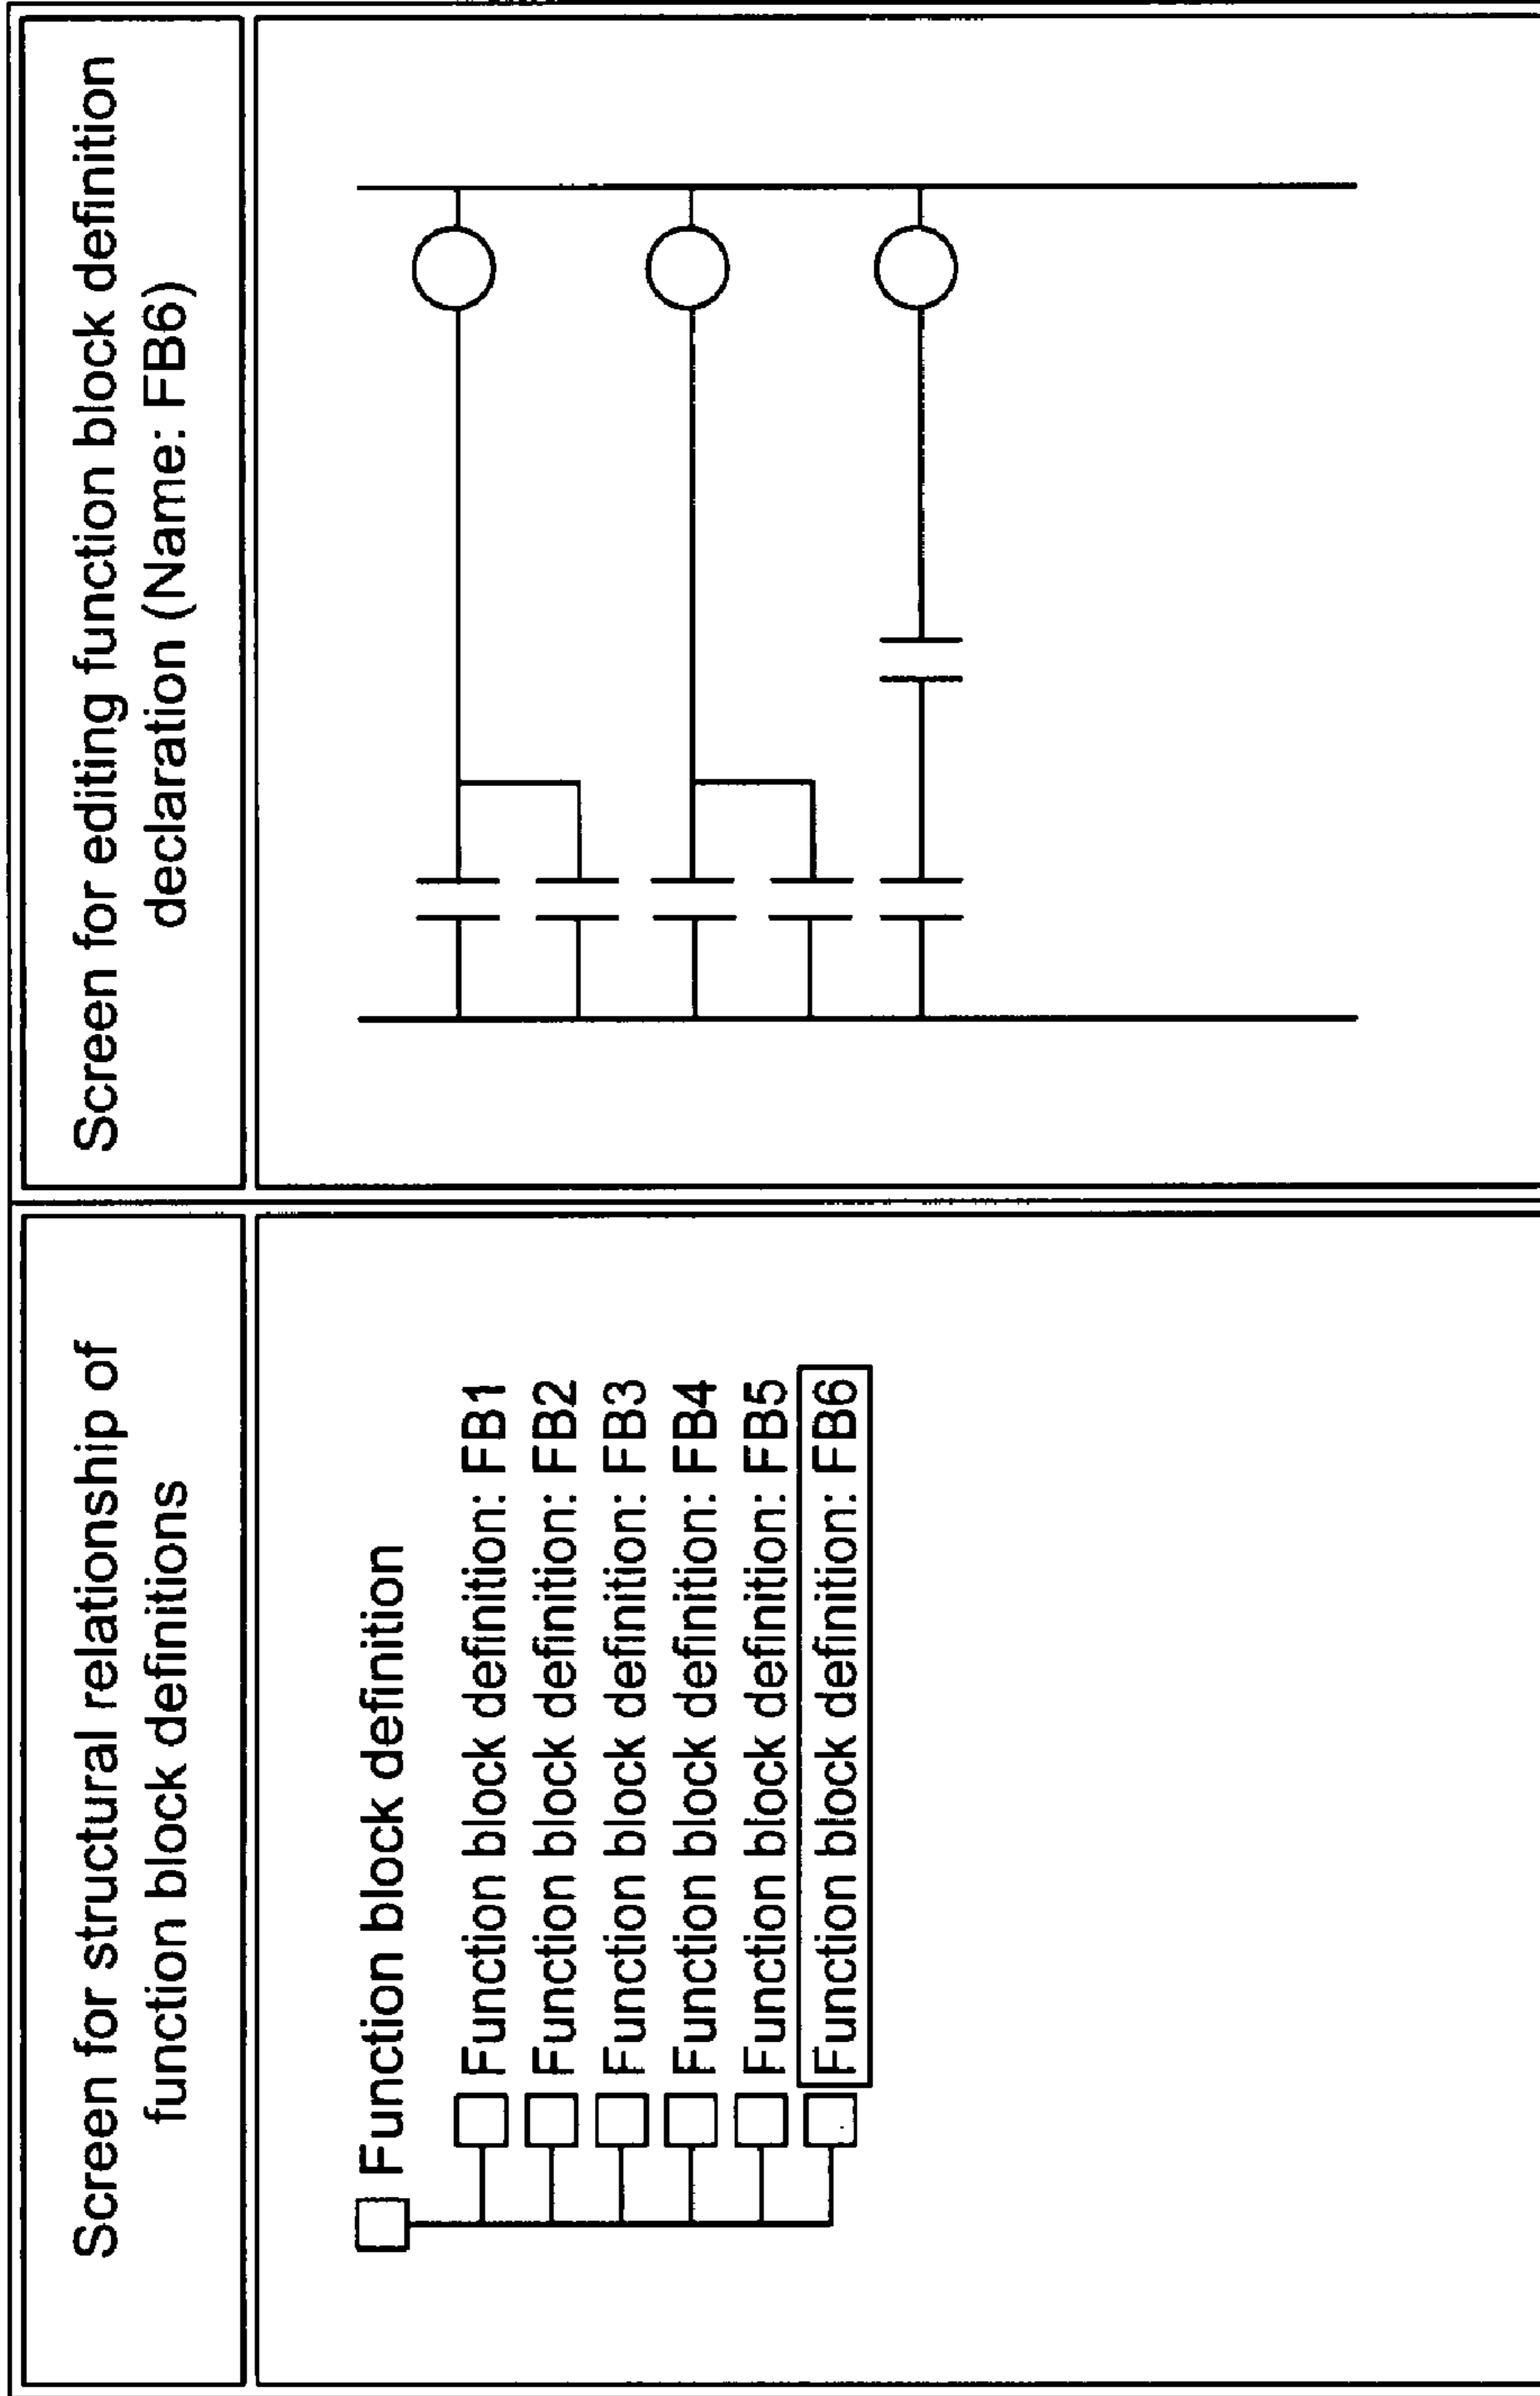 Screen for structural relationship of
function block definitions
Function block definition
Function block definition: FB1
Function block definition: FB2
Function block definition: FB3
Function block definition: FB4
Function block definition: FB5
Function block definition: FB6
Screen for editing function block definition
declaration (Name: FB6)